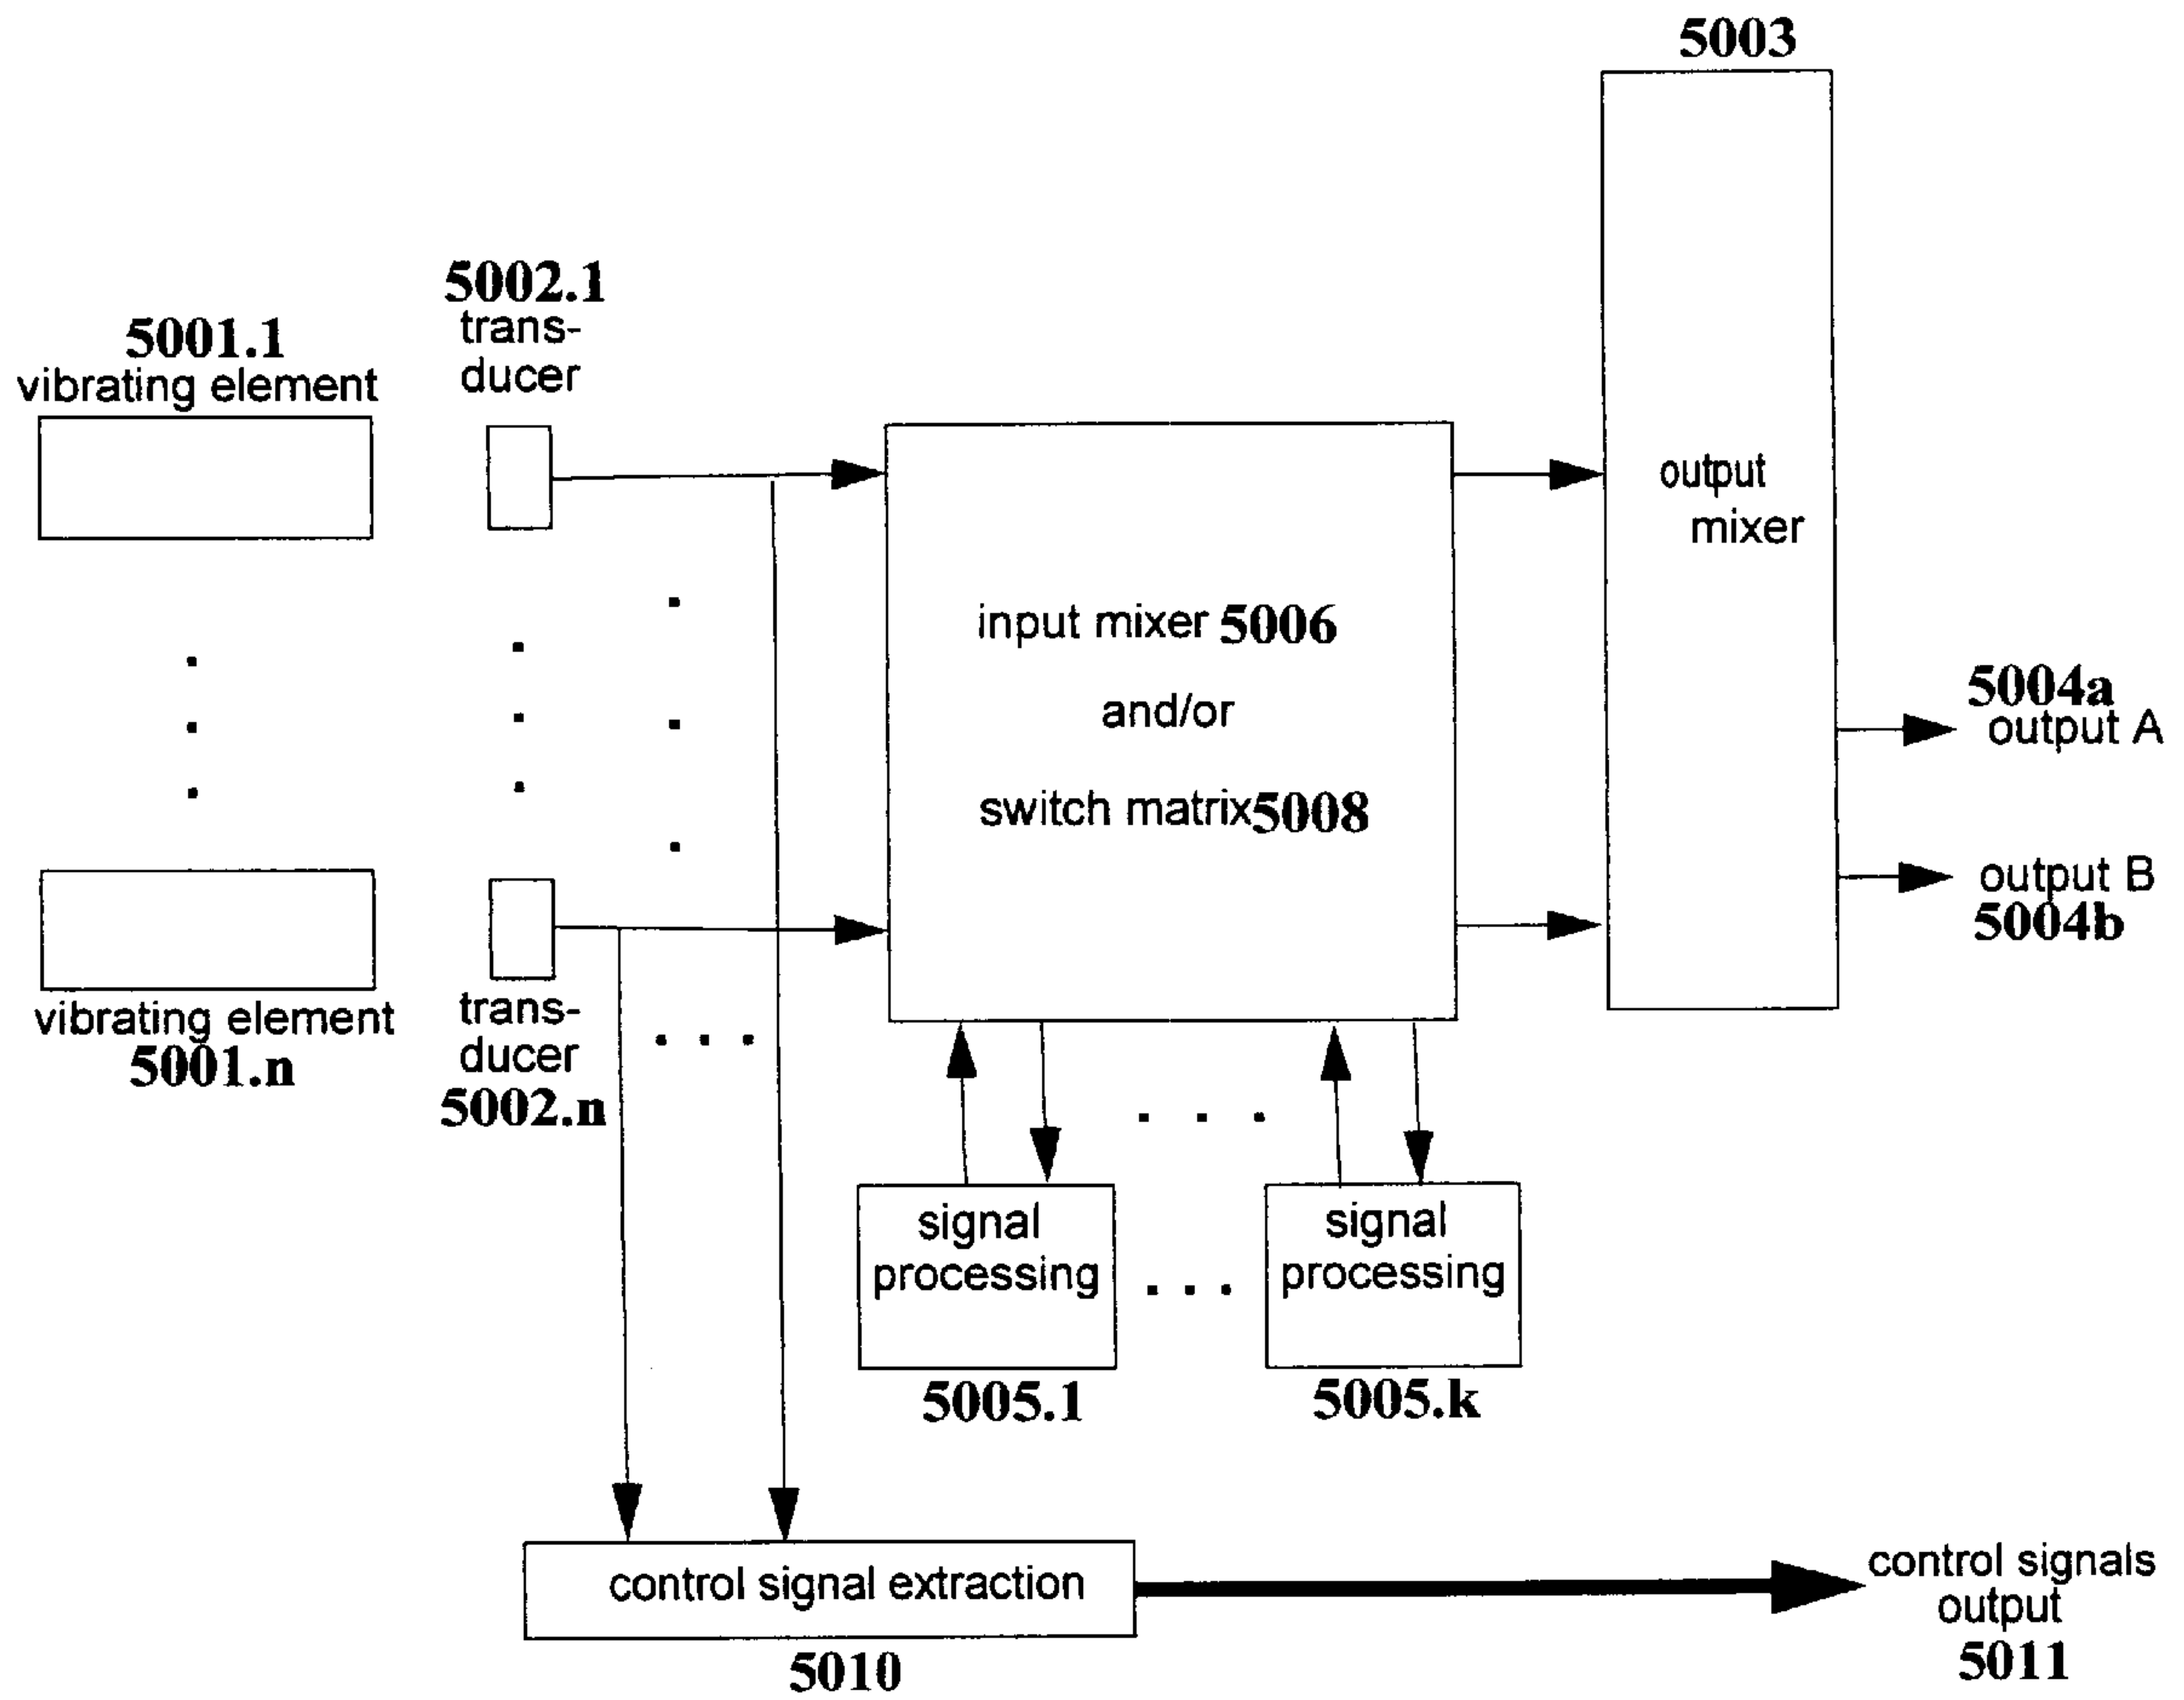 5003
5002.1
trans-
ducer
5001.1
vibrating element
output
mixer
input mixer 5006
and/or
switch matrix 5008
5004a
output A
output B
5004b
vibrating element
5001.n
trans-
ducer
5002.n
signal
processing
5005.1
signal
processing
5005.k
control signal extraction
5010
control signals
output
5011